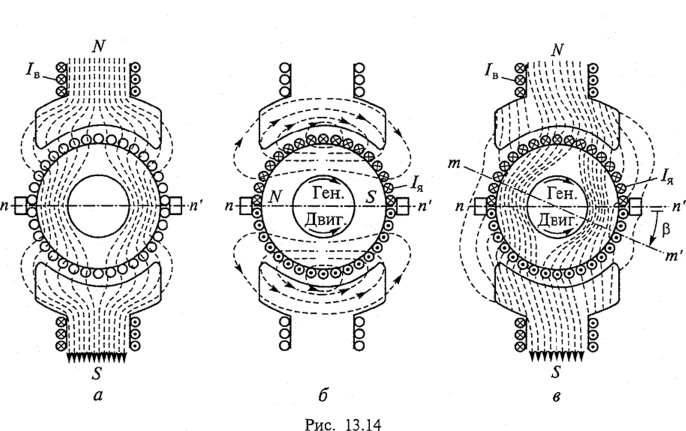 N
Iв
n
n'
S
а
N
S
Ген.
Двиг.
Iя
n
n'
б
N
Iв
m
Iя
Ген.
Двиг.
n
n'
β
m'
S
в
Рис. 13.14